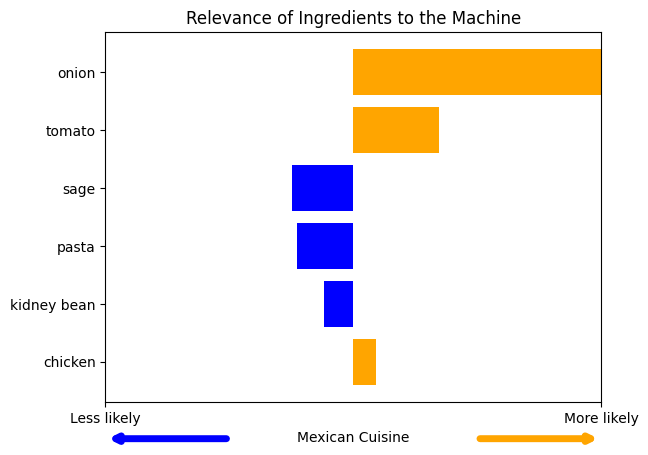 Relevance of Ingredients to the Machine
onion
tomato
sage
pasta
kidney bean
chicken
Less likely
More likely
Mexican Cuisine